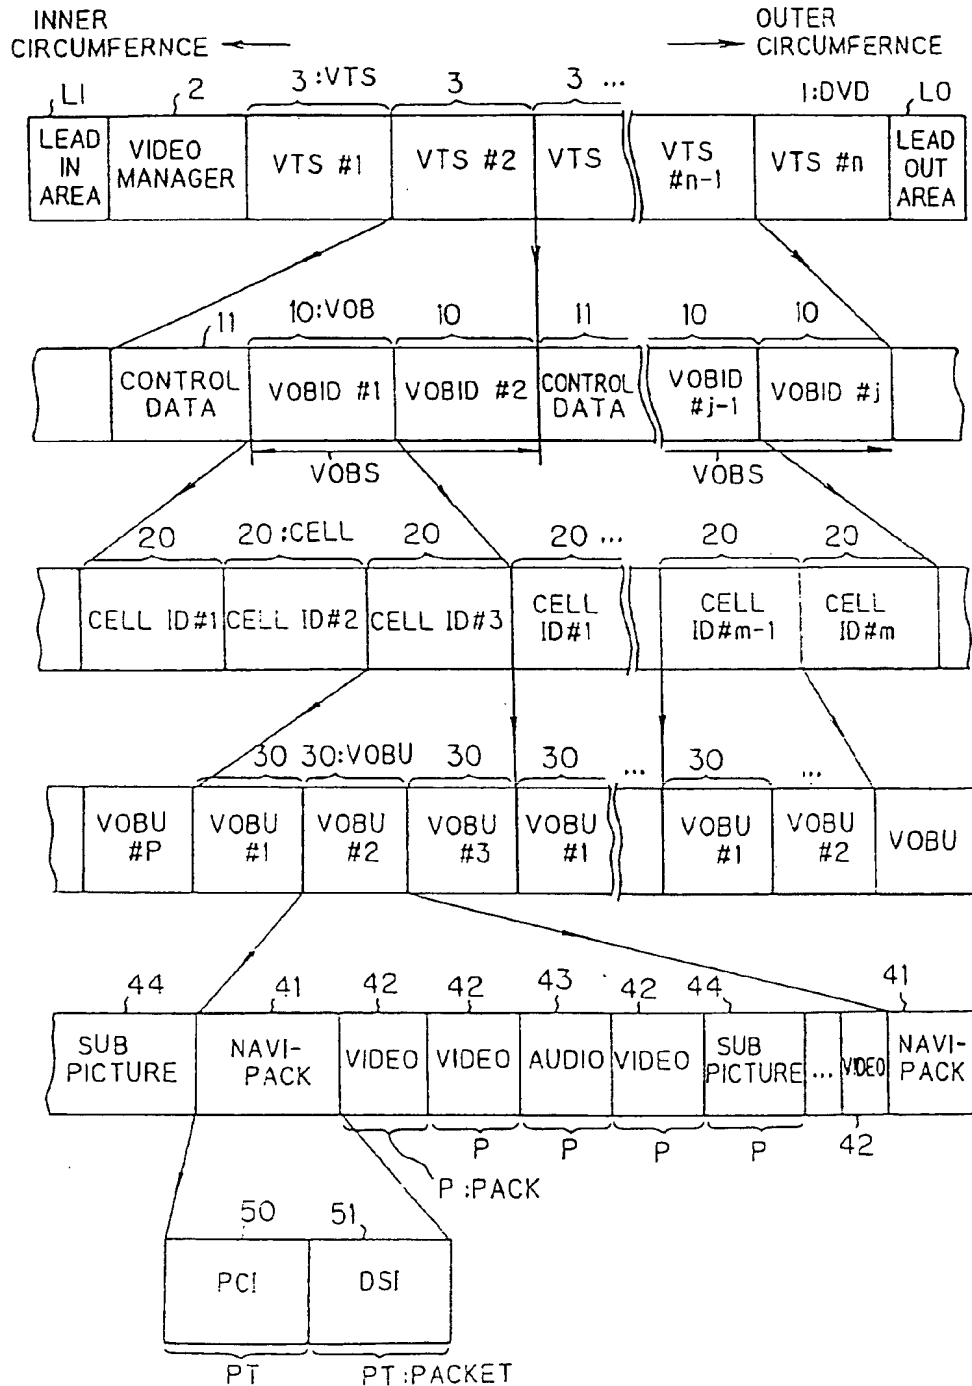 INNER CIRCUMFERNCE
OUTER CIRCUMFERNCE
LI 2 3:VTS 3 3 ... 1:DVD LO
LEAD IN AREA
VIDEO MANAGER
VTS #1
VTS #2
VTS
VTS #n-1
VTS #n
LEAD OUT AREA
11 10:VOB 10 11 10 10
CONTROL DATA
VOBID #1
VOBID #2
CONTROL DATA
VOBID #j-1
VOBID #j
VOBS VOBS
20 20:CELL 20 20 ... 20 20
CELL ID#1
CELL ID#2
CELL ID#3
CELL ID#1
CELL ID#m-1
CELL ID#m
30 30:VOBU 30 30 ... 30 ...
VOBU #P
VOBU #1
VOBU #2
VOBU #3
VOBU #1
VOBU #1
VOBU #2
VOBU
44 41 42 42 43 42 44 41
SUB PICTURE
NAVI-PACK
VIDEO
VIDEO
AUDIO
VIDEO
SUB PICTURE
...
VIDEO
NAVI-PACK
P P P P 42
P:PACK
50 51
PCI DSI
PT PT:PACKET